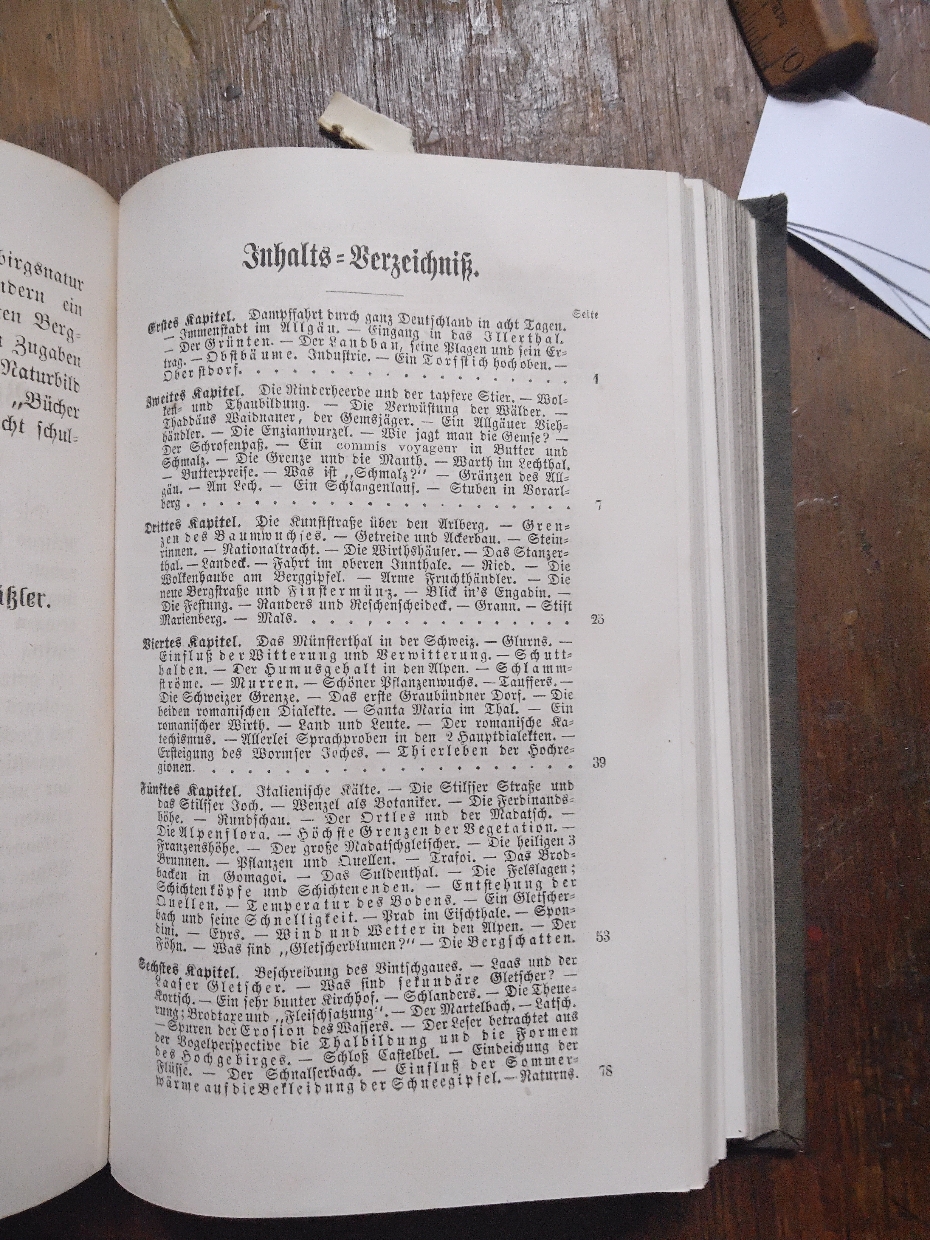 birgsnatur
ndern ein
en Berg-
Zugaben
Naturbild
„Bücher
cht schul-
ißler.
Inhalts-Verzeichniß.
Seite
Erstes Kapitel. Dampffahrt durch ganz Deutschland in acht Tagen.
— Immenstadt im Allgäu. — Eingang in das Illerthal.
— Der Grünten. — Der Landbau, seine Plagen und sein Er-
trag. — Obstbäume. Industrie. — Ein Torfstich hoch oben. —
Oberstdorf. . . . . . . . . . . . . . . . . 1
Zweites Kapitel. Die Rinderheerde und der tapfere Stier. — Wol-
ken- und Thaubildung. — Die Verwüstung der Wälder. —
Thaddäus Waidnauer, der Gemsjäger. — Ein Allgäuer Vieh-
händler. — Die Enzianwurzel. — Wie jagt man die Gemse? —
Der Schrofenpaß. — Ein commis voyageur in Butter und
Schmalz. — Die Grenze und die Mauth. — Warth im Lechthal.
— Butterpreise. — Was ist „Schmalz?“ — Gränzen des All-
gäu. — Am Lech. — Ein Schlangenlauf. — Stuben in Vorarl-
berg . . . . . . . . . . . . . . . . . . 7
Drittes Kapitel. Die Kunststraße über den Arlberg. — Gren-
zen des Baumwuchses. — Getreide und Ackerbau. — Stein-
rinnen. — Nationaltracht. — Die Wirthshäuser. — Das Stanzer-
thal. — Landeck. — Fahrt im oberen Innthale. — Ried. — Die
Wolkenhaube am Berggipfel. — Arme Fruchthändler. — Die
neue Bergstraße und Finstermünz. — Blick in's Engadin. —
Die Festung. — Nauders und Reschenscheideck. — Graun. — Stift
Marienberg. — Mals. . . . . . . . . . . . . . 25
Viertes Kapitel. Das Münsterthal in der Schweiz. — Glurns. —
Einfluß der Witterung und Verwitterung. — Schutt-
halden. — Der Humusgehalt in den Alpen. — Schlamm-
ströme. — Murren. — Schöner Pflanzenwuchs. — Tauffers. —
Die Schweizer Grenze. — Das erste Graubündner Dorf. — Die
beiden romanischen Dialekte. — Santa Maria im Thal. — Ein
romanischer Wirth. — Land und Leute. — Der romanische Ka-
techismus. — Allerlei Sprachproben in den 2 Hauptdialekten. —
Ersteigung des Wormser Joches. — Thierleben der Hochre-
gionen. . . . . . . . . . . . . . . . . . 39
Fünftes Kapitel. Italienische Kälte. — Die Stilfser Straße und
das Stilfser Joch. — Wenzel als Botaniker. — Die Ferdinands-
höhe. — Rundschau. — Der Ortles und der Madatsch. —
Die Alpenflora. — Höchste Grenzen der Vegetation. —
Franzenshöhe. — Der große Madatschgletscher. — Die heiligen 3
Brunnen. — Pflanzen und Quellen. — Trafoi. — Das Brod-
backen in Gomagoi. — Das Suldenthal. — Die Felslagen;
Schichtenköpfe und Schichtenenden. — Entstehung der
Quellen. — Temperatur des Bodens. — Ein Gletscher-
bach und seine Schnelligkeit. — Prad im Etschthale. — Spon-
dini. — Eyrs. — Wind und Wetter in den Alpen. — Der
Föhn. — Was sind „Gletscherblumen?“ — Die Bergschatten. 53
Sechstes Kapitel. Beschreibung des Vintschgaues. — Laas und der
Laaser Gletscher. — Was sind sekundäre Gletscher? —
Kortsch. — Ein sehr bunter Kirchhof. — Schlanders. — Die Theue-
rung; Brodtaxe und „Fleischsatzung“. — Der Martelbach. — Latsch.
— Spuren der Erosion des Wassers. — Der Leser betrachtet aus
der Vogelperspektive die Thalbildung und die Formen
des Hochgebirges. — Schloß Castelbel. — Eindeichung der
Flüsse. — Der Schnalserbach. — Einfluß der Sommer-
wärme auf die Bekleidung der Schneegipfel. — Naturns. 78